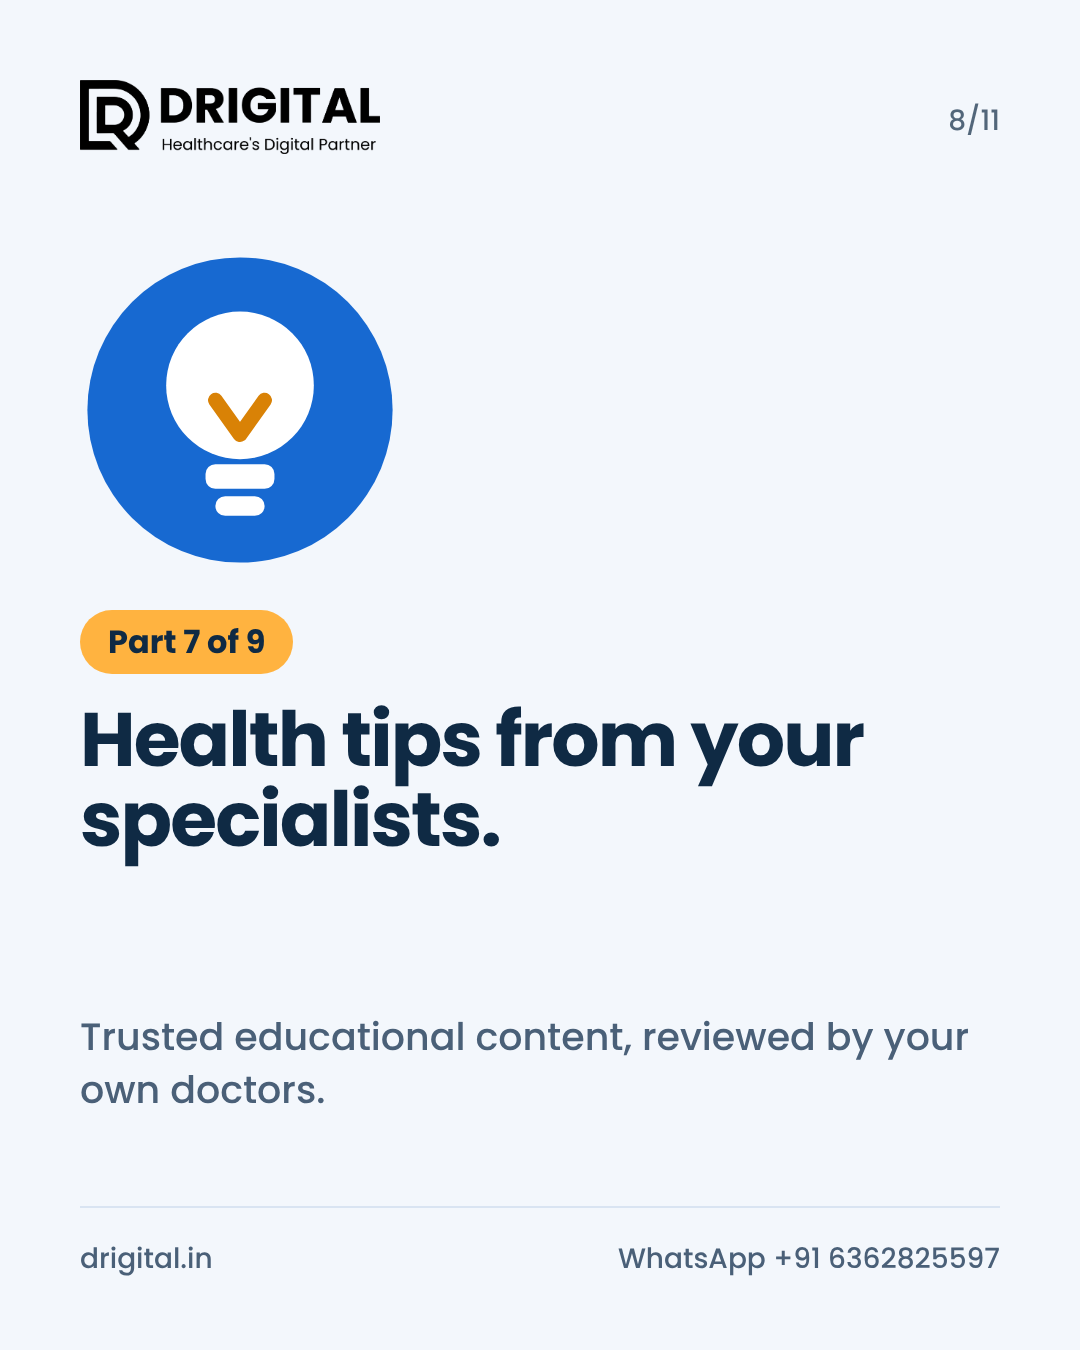 DRIGITAL
Healthcare's Digital Partner
8/11
Part 7 of 9
Health tips from your
specialists.
Trusted educational content, reviewed by your
own doctors.
drigital.in
WhatsApp +91 6362825597